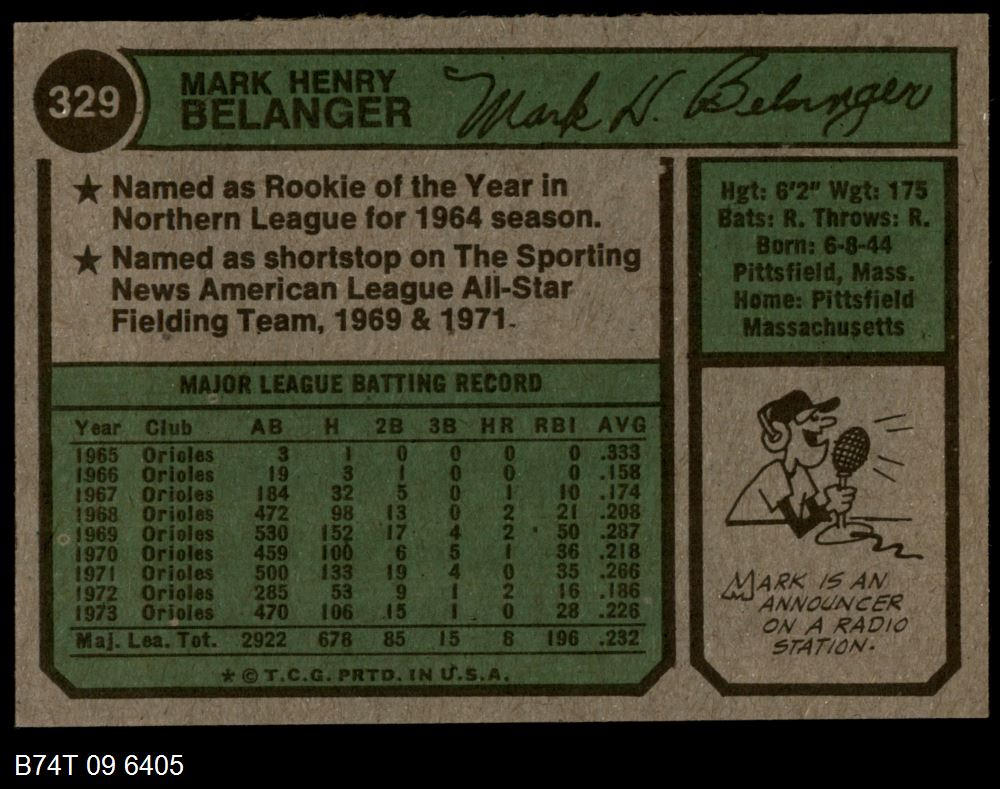 329
MARK HENRY
BELANGER
Mark H. Belanger
★ Named as Rookie of the Year in
Northern League for 1964 season.
★ Named as shortstop on The Sporting
News American League All-Star
Fielding Team, 1969 & 1971.
Hgt: 6'2" Wgt: 175
Bats: R. Throws: R.
Born: 6-8-44
Pittsfield, Mass.
Home: Pittsfield
Massachusetts
MAJOR LEAGUE BATTING RECORD
Year Club AB H 2B 3B HR RBI AVG
1965 Orioles 3 1 0 0 0 0 .333
1966 Orioles 19 3 1 0 0 0 .158
1967 Orioles 184 32 5 0 1 10 .174
1968 Orioles 472 98 13 0 2 21 .208
1969 Orioles 530 152 17 4 2 50 .287
1970 Orioles 459 100 6 5 1 36 .218
1971 Orioles 500 133 19 4 0 35 .266
1972 Orioles 285 53 9 1 2 16 .186
1973 Orioles 470 106 15 1 0 28 .226
Maj. Lea. Tot. 2922 678 85 15 8 196 .232
* © T.C.G. PRTD. IN U.S.A.
MARK IS AN
ANNOUNCER
ON A RADIO
STATION.
B74T 09 6405